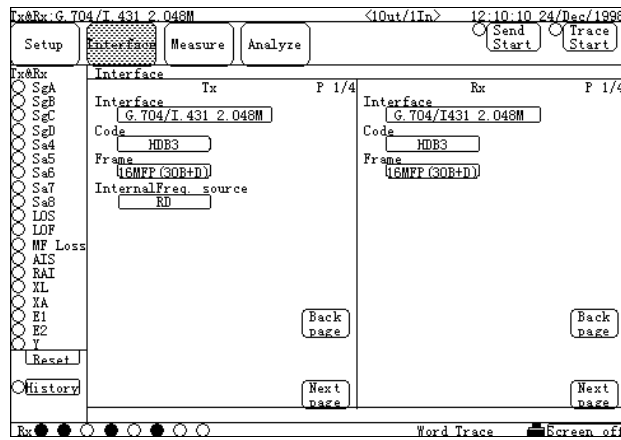 Tx&Rx:G.704/I.431 2.048M <1Out/1In> 12:10:10 24/Dec/1998
Setup Interface Measure Analyze Send Start Trace Start
Tx&Rx Interface
SgA
SgB
SgC
SgD
Sa4
Sa5
Sa6
Sa7
Sa8
LOS
LOF
MF Loss
AIS
RAI
XL
XA
E1
E2
Y
Reset
History
Tx P 1/4
Interface
G.704/I.431 2.048M
Code
HDB3
Frame
16MFP(30B+D)
InternalFreq. source
RD
Back page
Next page
Rx P 1/4
Interface
G.704/I431 2.048M
Code
HDB3
Frame
16MFP(30B+D)
Back page
Next page
Rx Word Trace Screen off